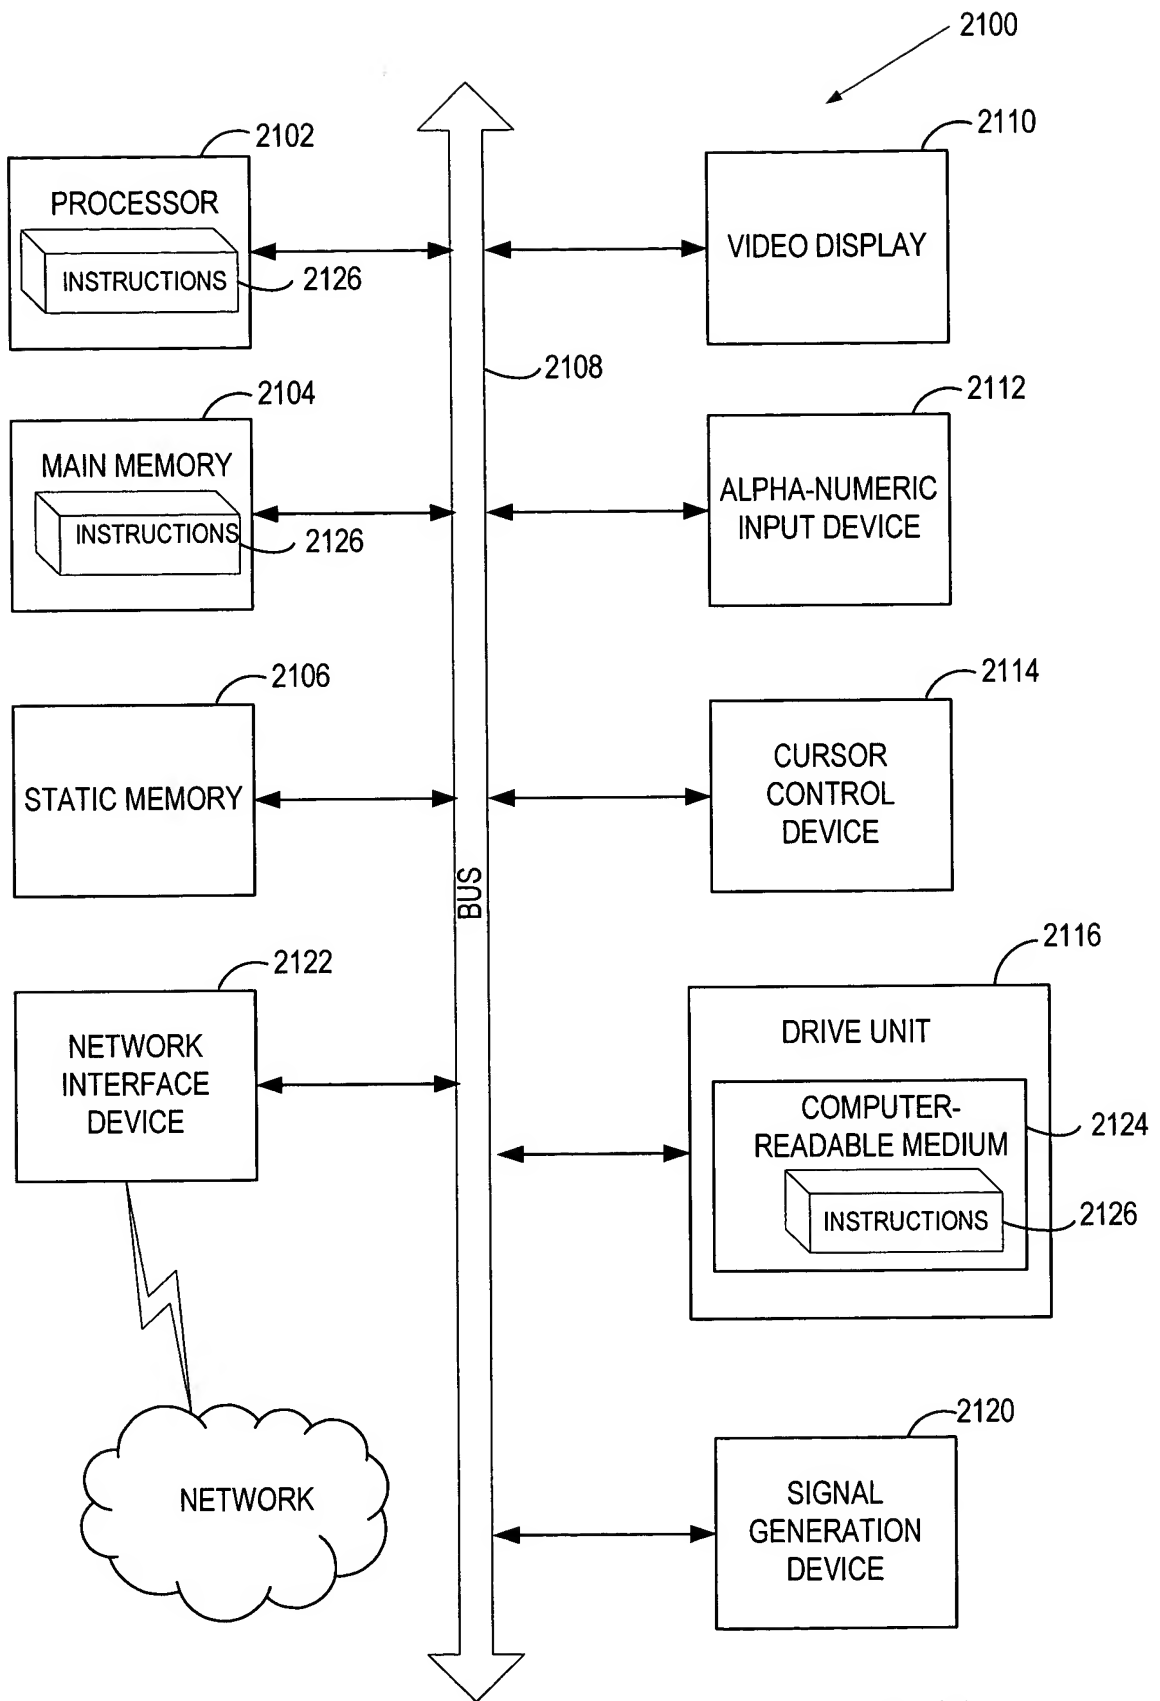 2100
2102
PROCESSOR
INSTRUCTIONS
2126
2110
VIDEO DISPLAY
2108
2104
MAIN MEMORY
INSTRUCTIONS
2126
2112
ALPHA-NUMERIC
INPUT DEVICE
2106
STATIC MEMORY
2114
CURSOR
CONTROL
DEVICE
BUS
2122
NETWORK
INTERFACE
DEVICE
2116
DRIVE UNIT
COMPUTER-
READABLE MEDIUM
2124
INSTRUCTIONS
2126
NETWORK
2120
SIGNAL
GENERATION
DEVICE